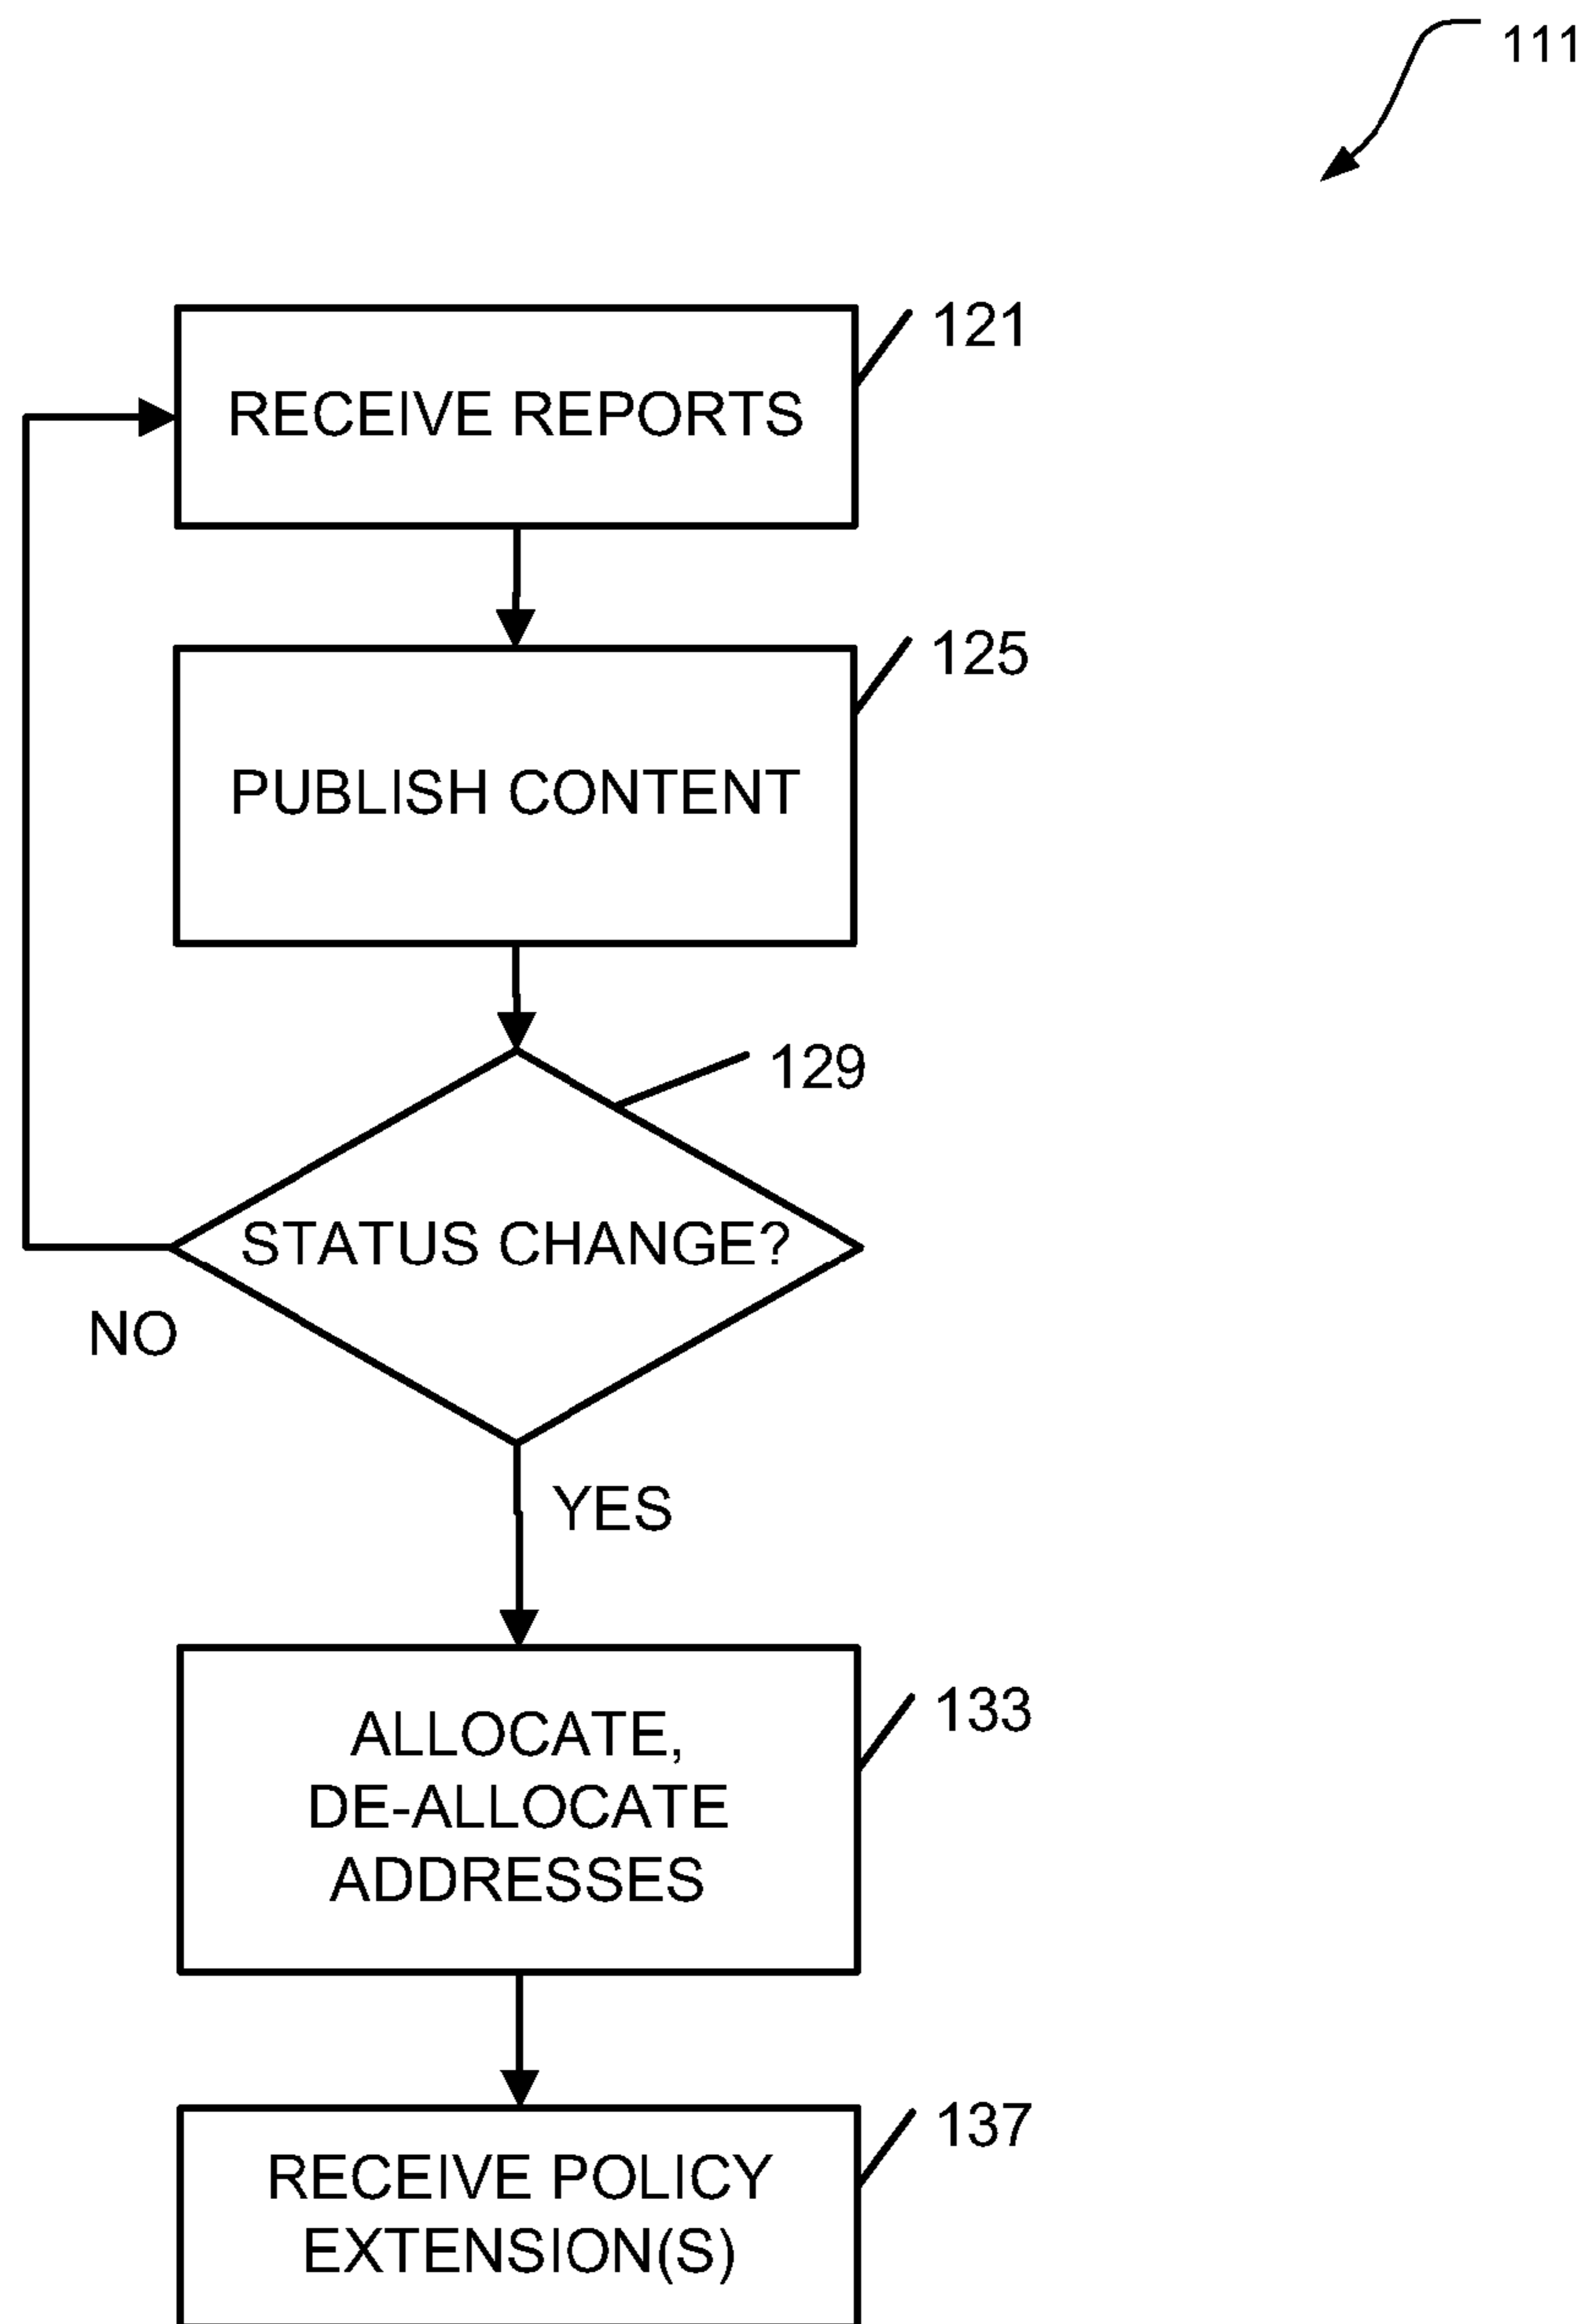 111
RECEIVE REPORTS
121
PUBLISH CONTENT
125
129
STATUS CHANGE?
NO
YES
ALLOCATE,
DE-ALLOCATE
ADDRESSES
133
RECEIVE POLICY
EXTENSION(S)
137